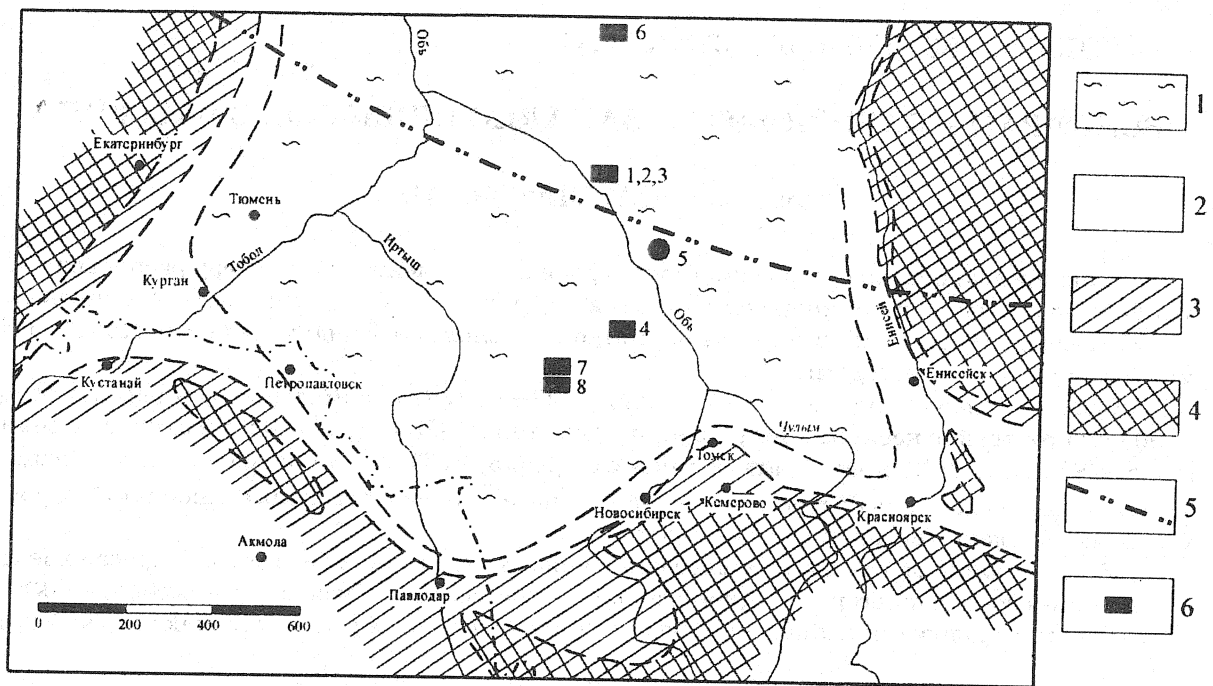 Обь
6
1
Екатеринбург
1,2,3
2
Тюмень
Тобол
Иртыш
5
Курган
Обь
Енисей
3
4
Кустанай
Петропавловск
7
8
Енисейск
4
Чулым
Томск
Новосибирск
Кемерово
Красноярск
5
Акмола
Павлодар
0 200 400 600
6